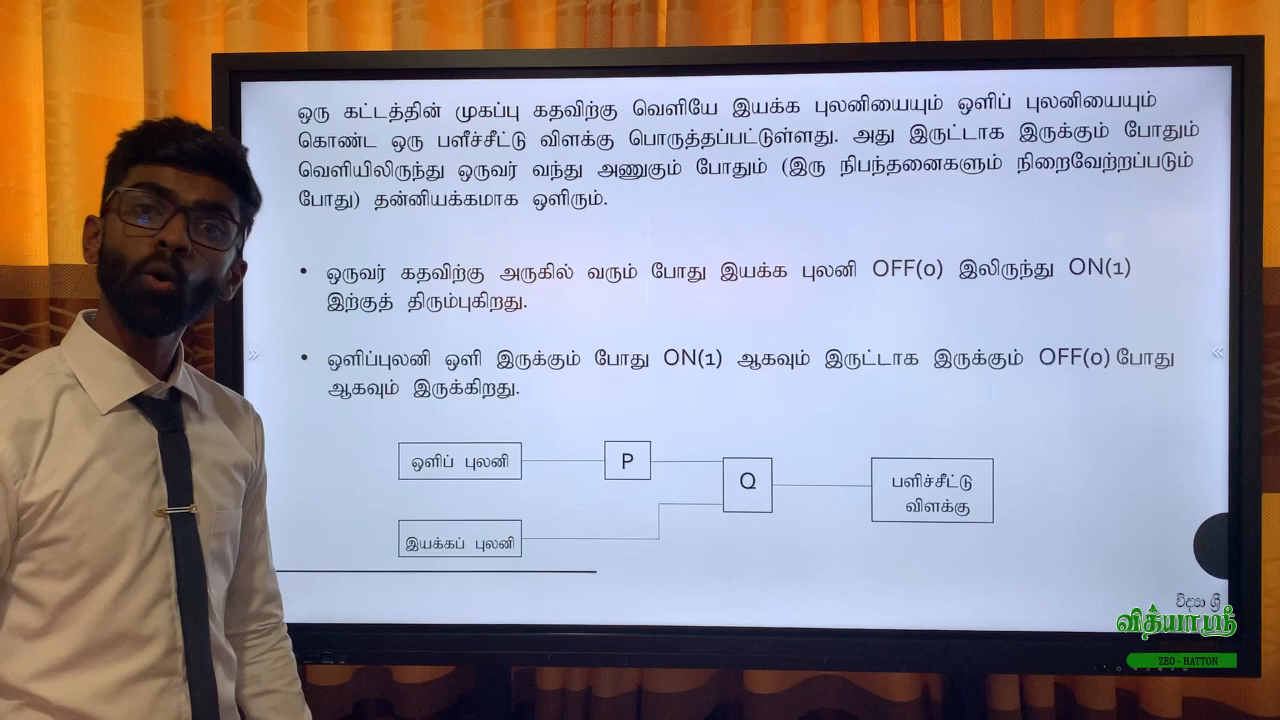 ஒரு கட்டத்தின் முகப்பு கதவிற்கு வெளியே இயக்க புலனியையும் ஒளிப் புலனியையும்
கொண்ட ஒரு பளீச்சீட்டு விளக்கு பொருத்தப்பட்டுள்ளது. அது இருட்டாக இருக்கும் போதும்
வெளியிலிருந்து ஒருவர் வந்து அணுகும் போதும் (இரு நிபந்தனைகளும் நிறைவேற்றப்படும்
போது) தன்னியக்கமாக ஒளிரும்.
• ஒருவர் கதவிற்கு அருகில் வரும் போது இயக்க புலனி OFF(0) இலிருந்து ON(1)
இற்குத் திரும்புகிறது.
• ஒளிப்புலனி ஒளி இருக்கும் போது ON(1) ஆகவும் இருட்டாக இருக்கும் OFF(0) போது
ஆகவும் இருக்கிறது.
ஒளிப் புலனி
P
Q
பளிச்சீட்டு
விளக்கு
இயக்கப் புலனி
විද්‍යා ශ්‍රී
வித்யா ஸ்ரீ
ZEO - HATTON